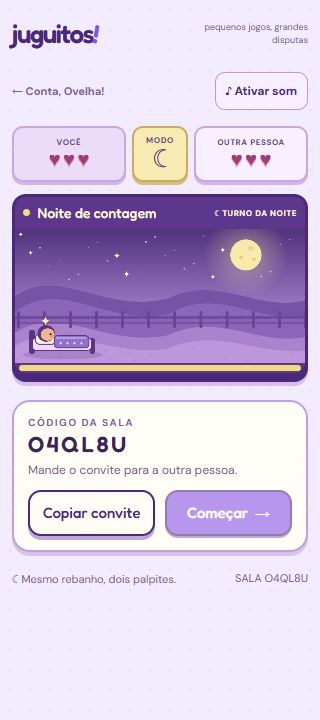 juguitos!
pequenos jogos, grandes
disputas
← Conta, Ovelha!
♪ Ativar som
VOCÊ
♥♥♥
MODO
☾
OUTRA PESSOA
♥♥♥
Noite de contagem
☾ TURNO DA NOITE
CÓDIGO DA SALA
O4QL8U
Mande o convite para a outra pessoa.
Copiar convite
Começar →
☾ Mesmo rebanho, dois palpites.
SALA O4QL8U